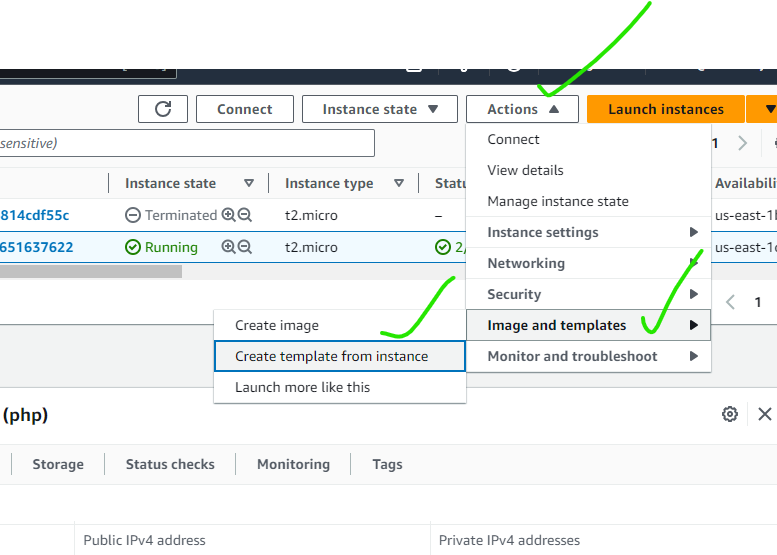 Connect Instance state Actions Launch instances
sensitive)
1
Connect
View details
Manage instance state
Instance settings
Networking
Security
Image and templates
Monitor and troubleshoot
Instance state Instance type Availabili
814cdf55c Terminated t2.micro – us-east-1b
651637622 Running t2.micro 2/ us-east-1c
1
Create image
Create template from instance
Launch more like this
(php)
Storage Status checks Monitoring Tags
Public IPv4 address Private IPv4 addresses